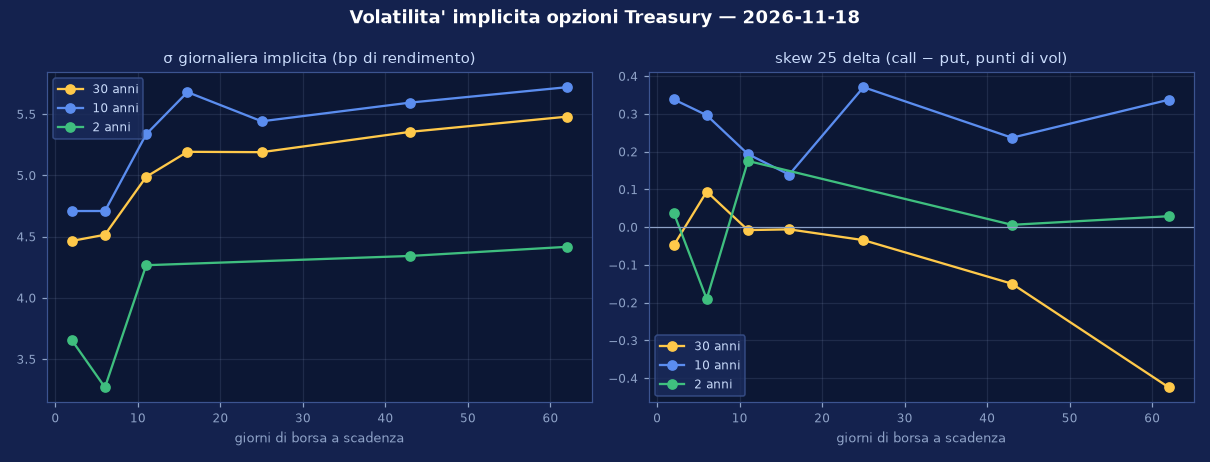 Volatilita' implicita opzioni Treasury — 2026-11-18
σ giornaliera implicita (bp di rendimento)
30 anni
10 anni
2 anni
5.5
5.0
4.5
4.0
3.5
0
10
20
30
40
50
60
giorni di borsa a scadenza
skew 25 delta (call − put, punti di vol)
0.4
0.3
0.2
0.1
0.0
−0.1
−0.2
−0.3
−0.4
30 anni
10 anni
2 anni
0
10
20
30
40
50
60
giorni di borsa a scadenza